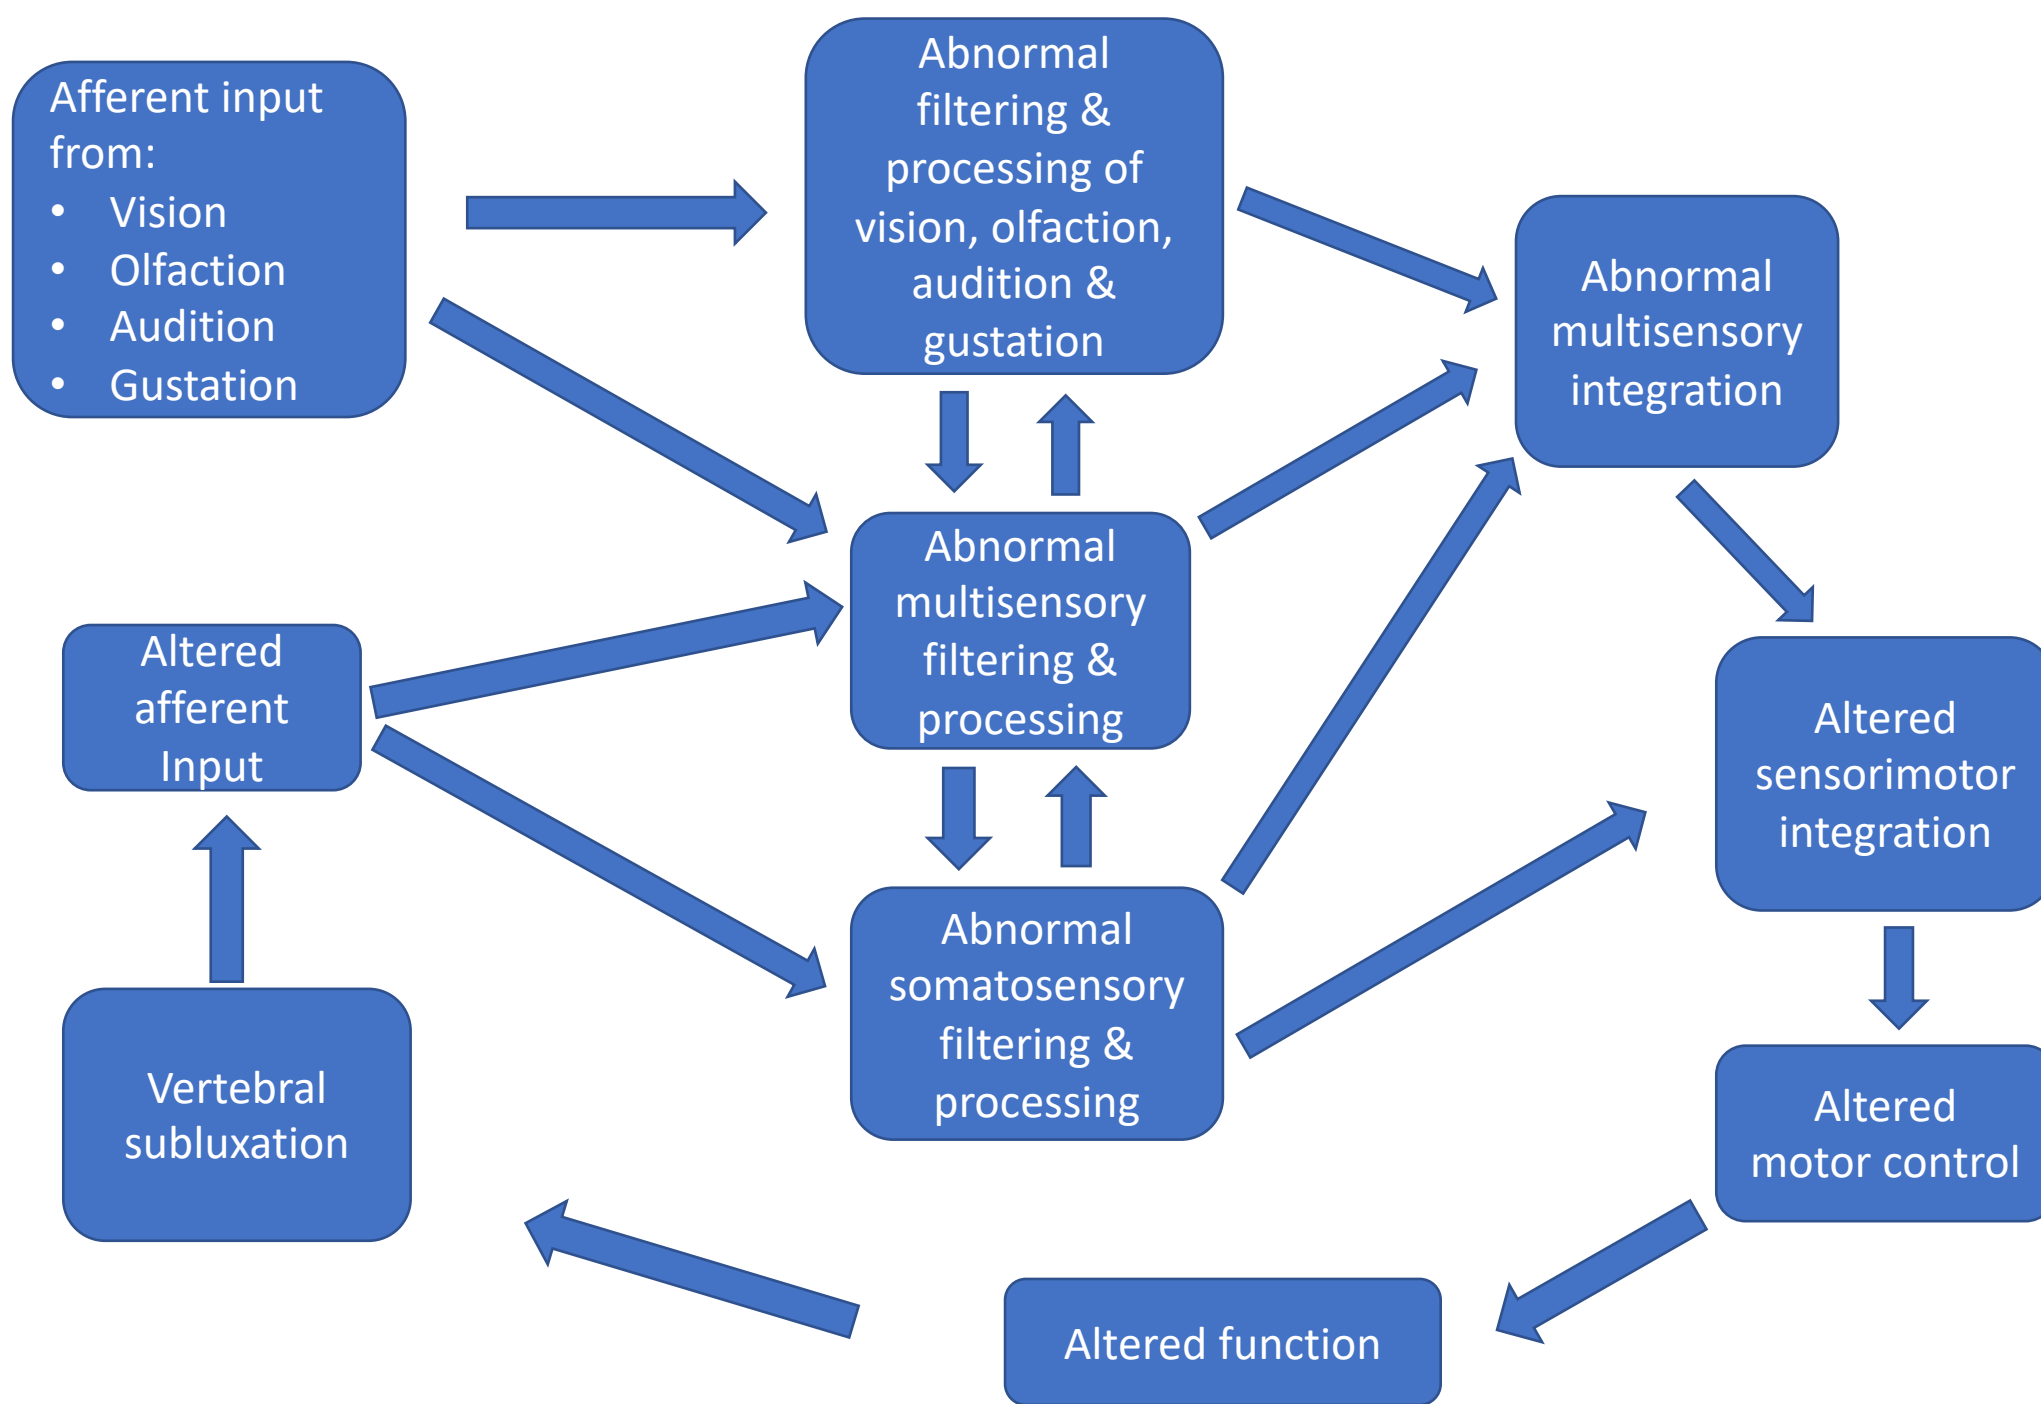 Afferent input
from:
• Vision
• Olfaction
• Audition
• Gustation
Abnormal
filtering &
processing of
vision, olfaction,
audition &
gustation
Abnormal
multisensory
integration
Abnormal
multisensory
filtering &
processing
Altered
afferent
Input
Altered
sensorimotor
integration
Abnormal
somatosensory
filtering &
processing
Vertebral
subluxation
Altered
motor control
Altered function